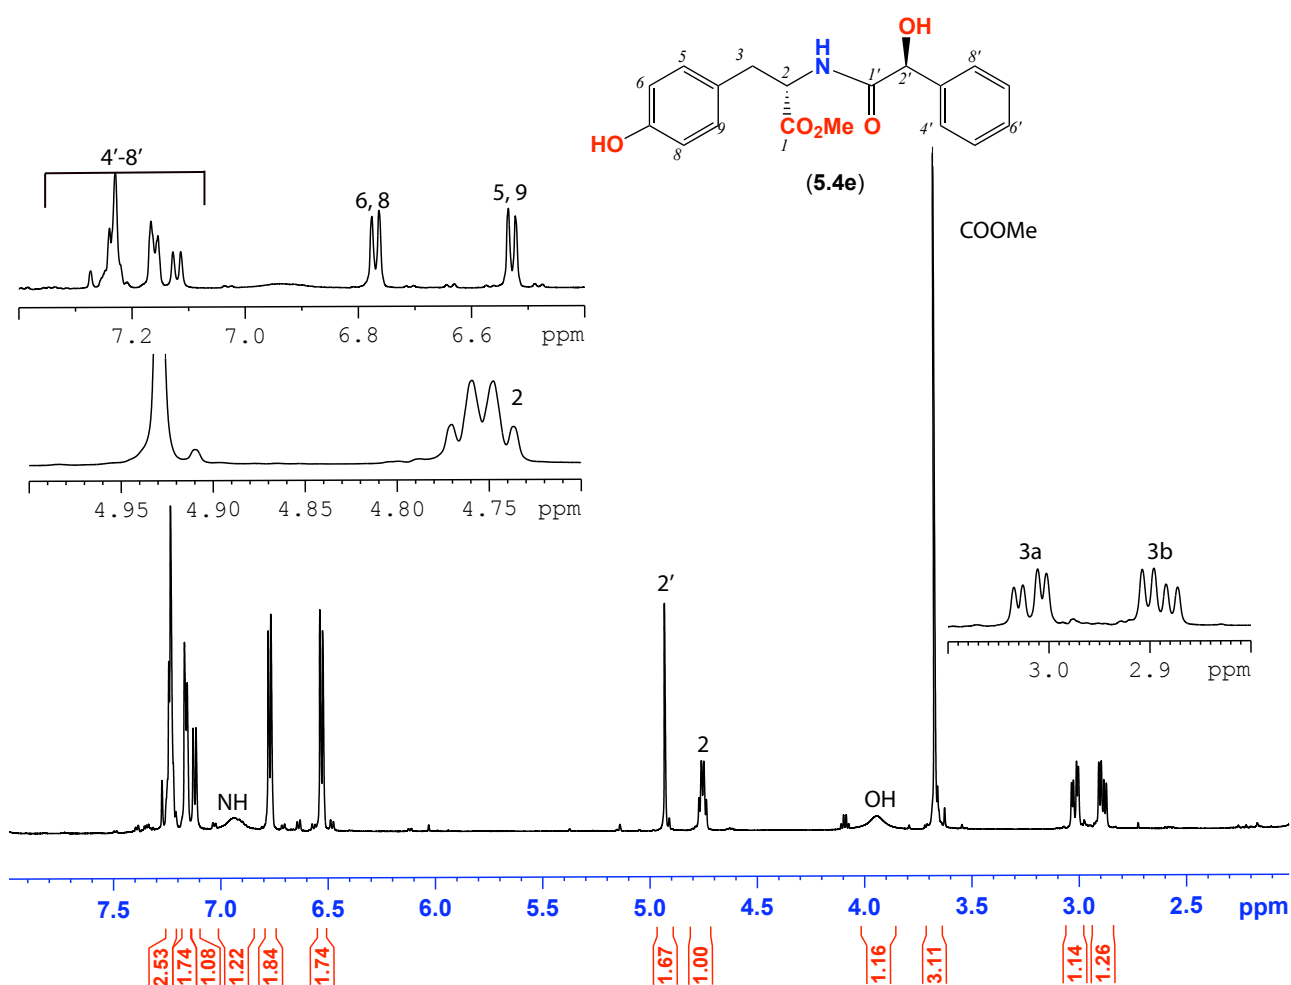 OH
H
N
3
2
5
6
1'
2'
8'
CO₂Me
O
4'
6'
HO
8
9
1
(5.4e)
4’-8’
6, 8
5, 9
COOMe
7.2 7.0 6.8 6.6 ppm
2
4.95 4.90 4.85 4.80 4.75 ppm
3a 3b
3.0 2.9 ppm
2’
2
NH
OH
7.5 7.0 6.5 6.0 5.5 5.0 4.5 4.0 3.5 3.0 2.5 ppm
2.53 1.74 1.08 1.22 1.84 1.74 1.67 1.00 1.16 3.11 1.14 1.26